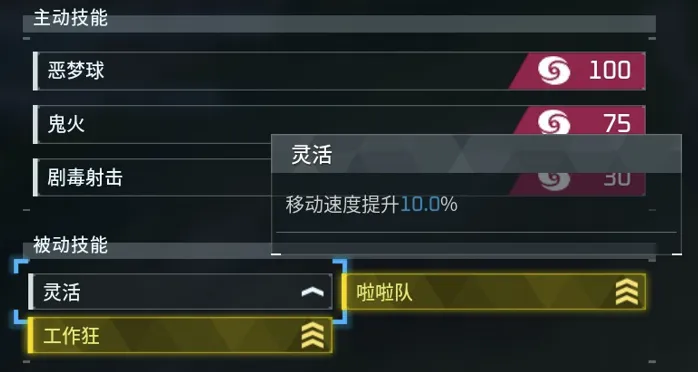 主动技能
恶梦球 100
鬼火 75
剧毒射击 30
灵活
移动速度提升10.0%
被动技能
灵活 啦啦队
工作狂